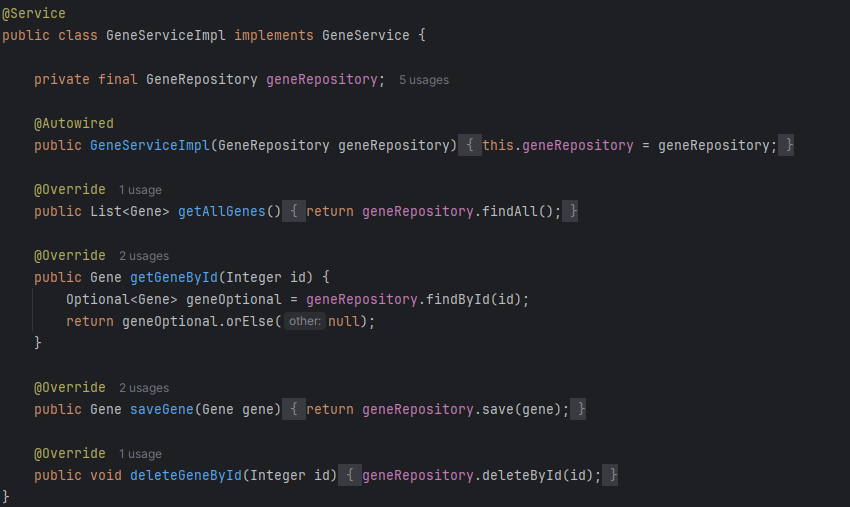 @Service
public class GeneServiceImpl implements GeneService {
private final GeneRepository geneRepository; 5 usages
@Autowired
public GeneServiceImpl(GeneRepository geneRepository) { this.geneRepository = geneRepository; }
@Override 1 usage
public List<Gene> getAllGenes() { return geneRepository.findAll(); }
@Override 2 usages
public Gene getGeneById(Integer id) {
Optional<Gene> geneOptional = geneRepository.findById(id);
return geneOptional.orElse( other: null);
}
@Override 2 usages
public Gene saveGene(Gene gene) { return geneRepository.save(gene); }
@Override 1 usage
public void deleteGeneById(Integer id) { geneRepository.deleteById(id); }
}